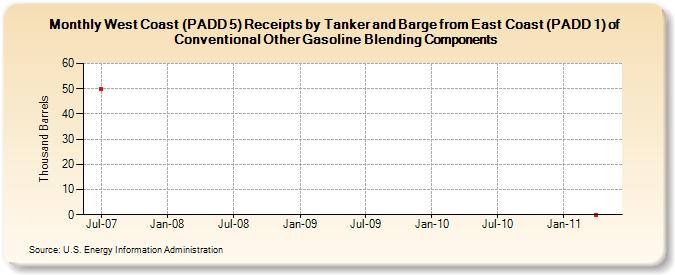 Monthly West Coast (PADD 5) Receipts by Tanker and Barge from East Coast (PADD 1) of
Conventional Other Gasoline Blending Components
Thousand Barrels
60
50
40
30
20
10
0
Jul-07 Jan-08 Jul-08 Jan-09 Jul-09 Jan-10 Jul-10 Jan-11
Source: U.S. Energy Information Administration